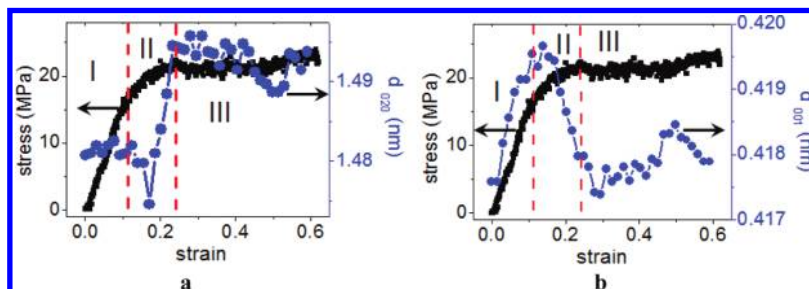 I II III
stress (MPa)
20
10
0
0.0 0.2 0.4 0.6
strain
1.49
1.48
d 020 (nm)
a
I II III
stress (MPa)
20
10
0
0.0 0.2 0.4 0.6
strain
0.420
0.419
0.418
0.417
d 001 (nm)
b